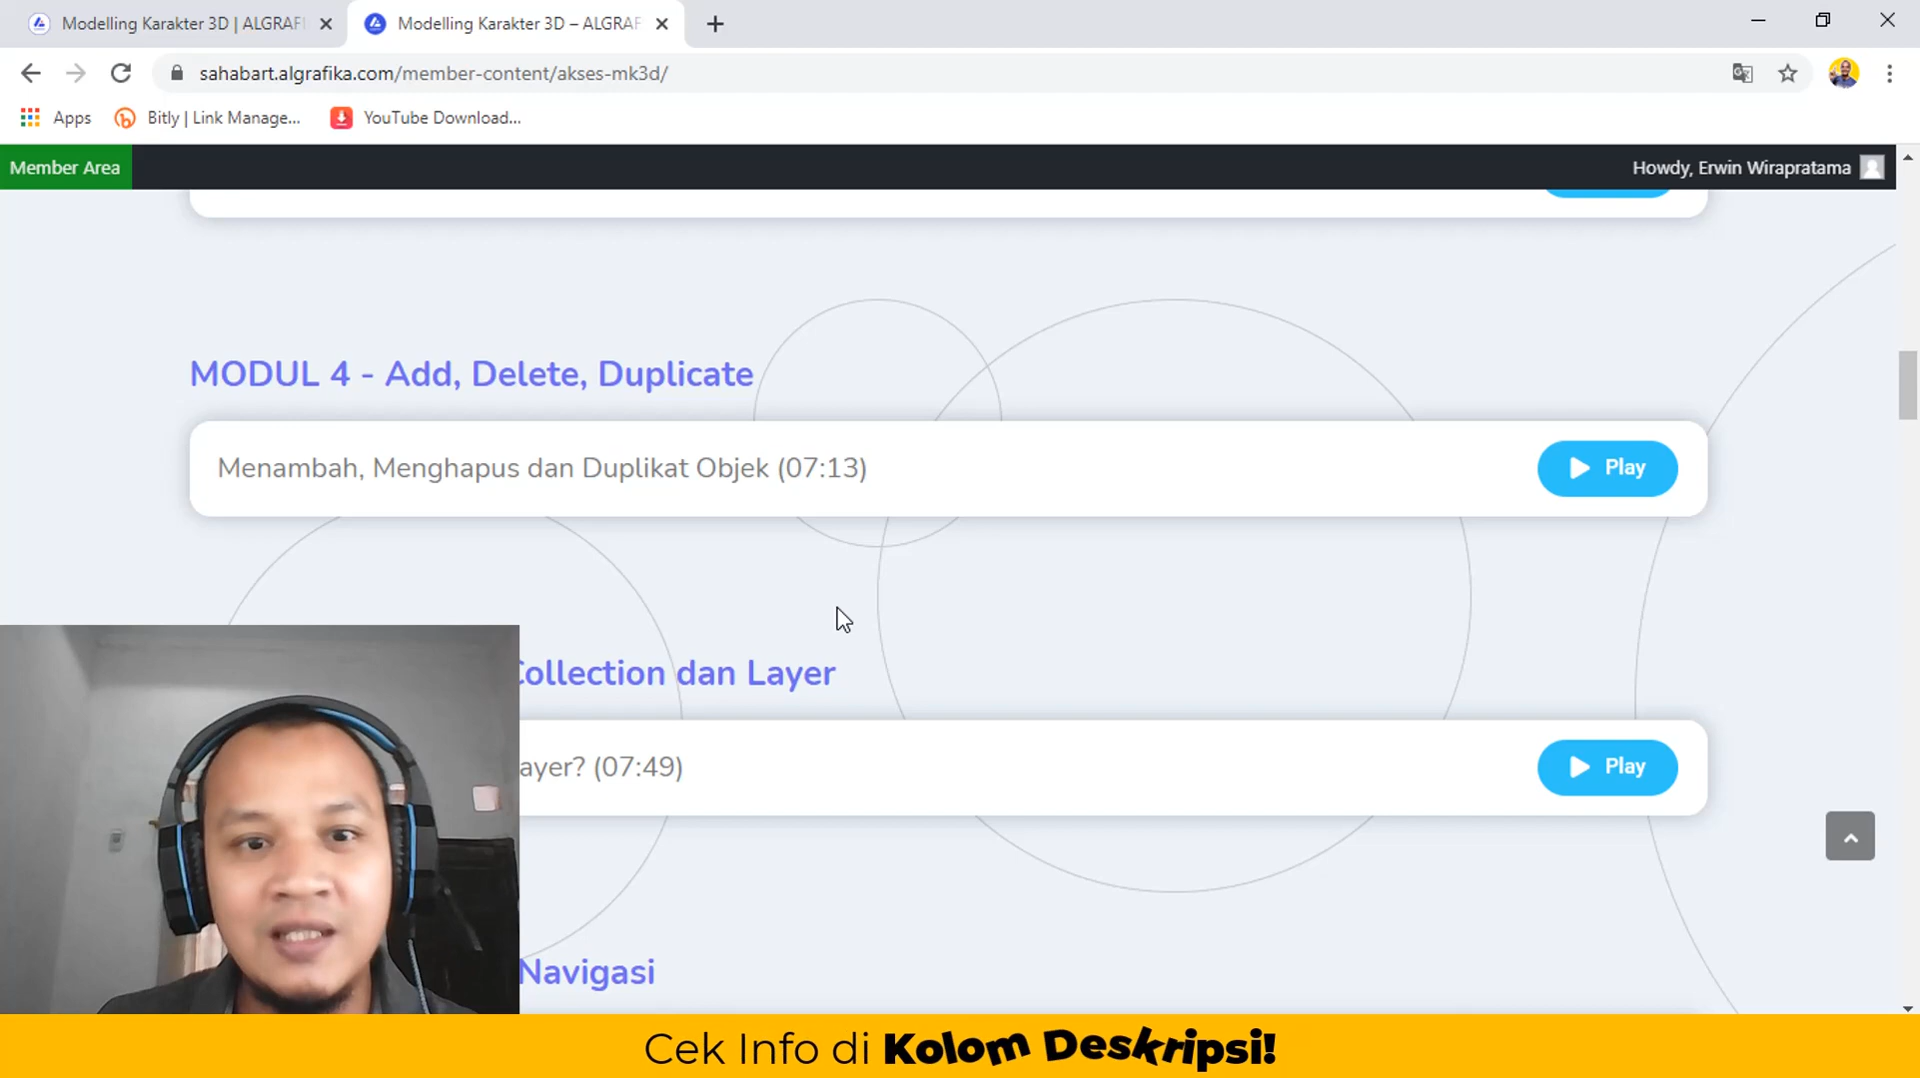 Modelling Karakter 3D | ALGRAFI
Modelling Karakter 3D – ALGRAF
sahabart.algrafika.com/member-content/akses-mk3d/
Apps
Bitly | Link Manage...
YouTube Download...
Member Area
Howdy, Erwin Wirapratama
MODUL 4 - Add, Delete, Duplicate
Menambah, Menghapus dan Duplikat Objek (07:13)
Play
Collection dan Layer
ayer? (07:49)
Play
Navigasi
Cek Info di Kolom Deskripsi!